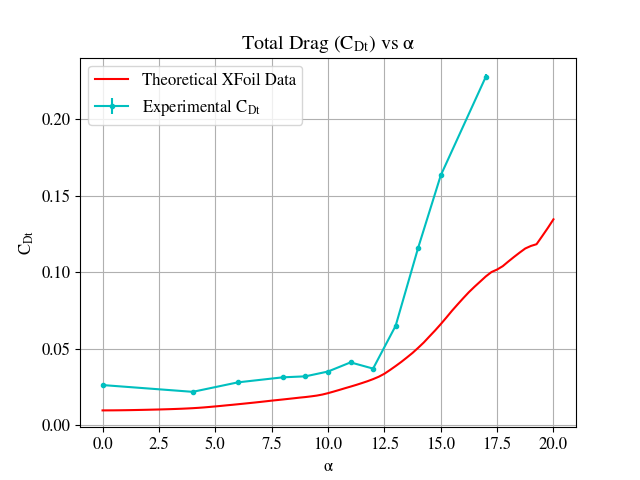 Total Drag (C_Dt) vs α
Theoretical XFoil Data
Experimental C_Dt
C_Dt
0.20
0.15
0.10
0.05
0.00
0.0 2.5 5.0 7.5 10.0 12.5 15.0 17.5 20.0
α